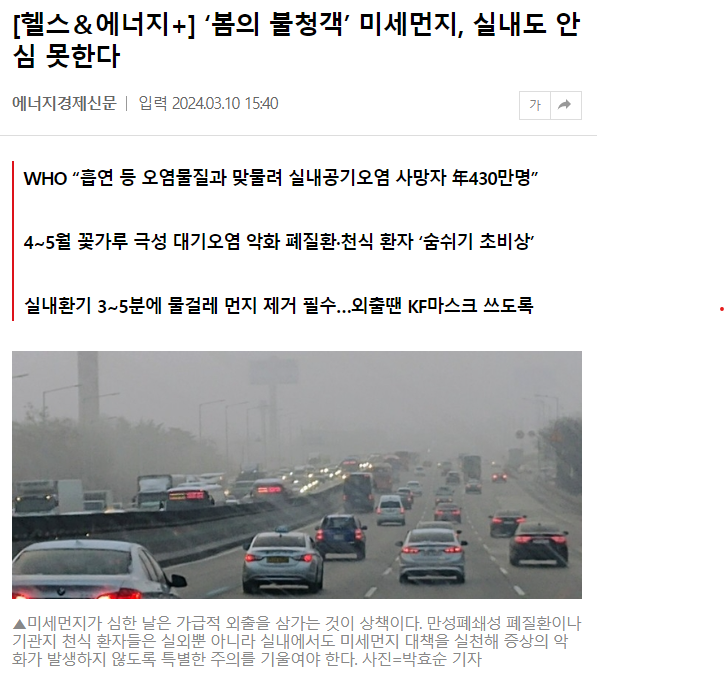 [헬스&에너지+] ‘봄의 불청객’ 미세먼지, 실내도 안
심 못한다
에너지경제신문 | 입력 2024.03.10 15:40
가
WHO “흡연 등 오염물질과 맞물려 실내공기오염 사망자 年430만명”
4~5월 꽃가루 극성 대기오염 악화 폐질환·천식 환자 ‘숨쉬기 초비상’
실내환기 3~5분에 물걸레 먼지 제거 필수…외출땐 KF마스크 쓰도록
▲미세먼지가 심한 날은 가급적 외출을 삼가는 것이 상책이다. 만성폐쇄성 폐질환이나
기관지 천식 환자들은 실외뿐 아니라 실내에서도 미세먼지 대책을 실천해 증상의 악
화가 발생하지 않도록 특별한 주의를 기울여야 한다. 사진=박효순 기자